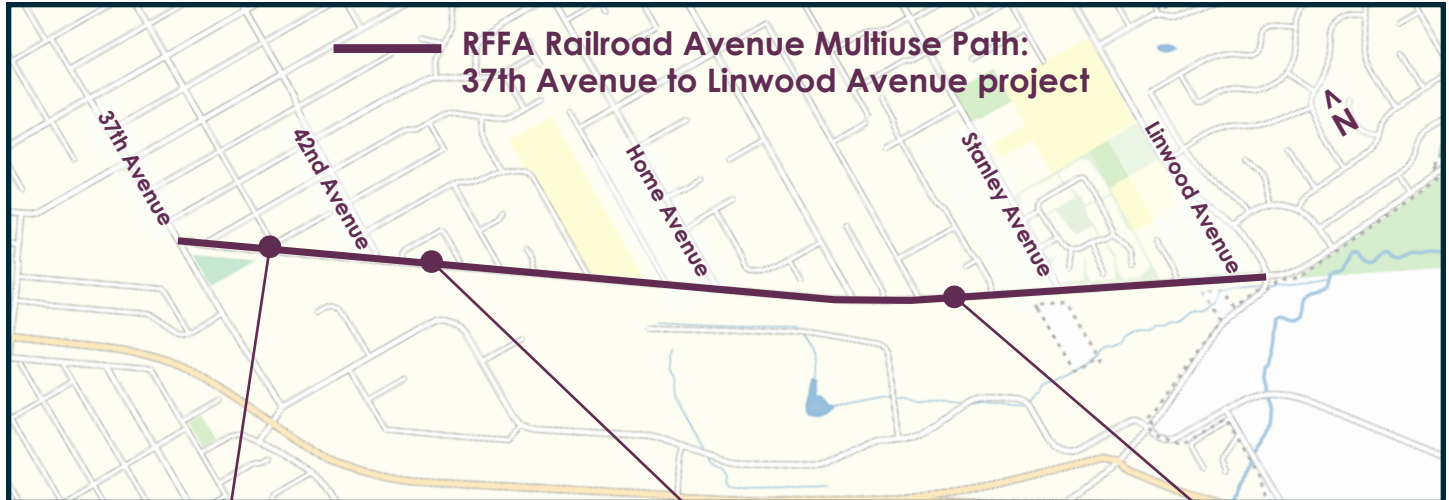 RFFA Railroad Avenue Multiuse Path:
37th Avenue to Linwood Avenue project
37th Avenue
42nd Avenue
Home Avenue
Stanley Avenue
Linwood Avenue
< N